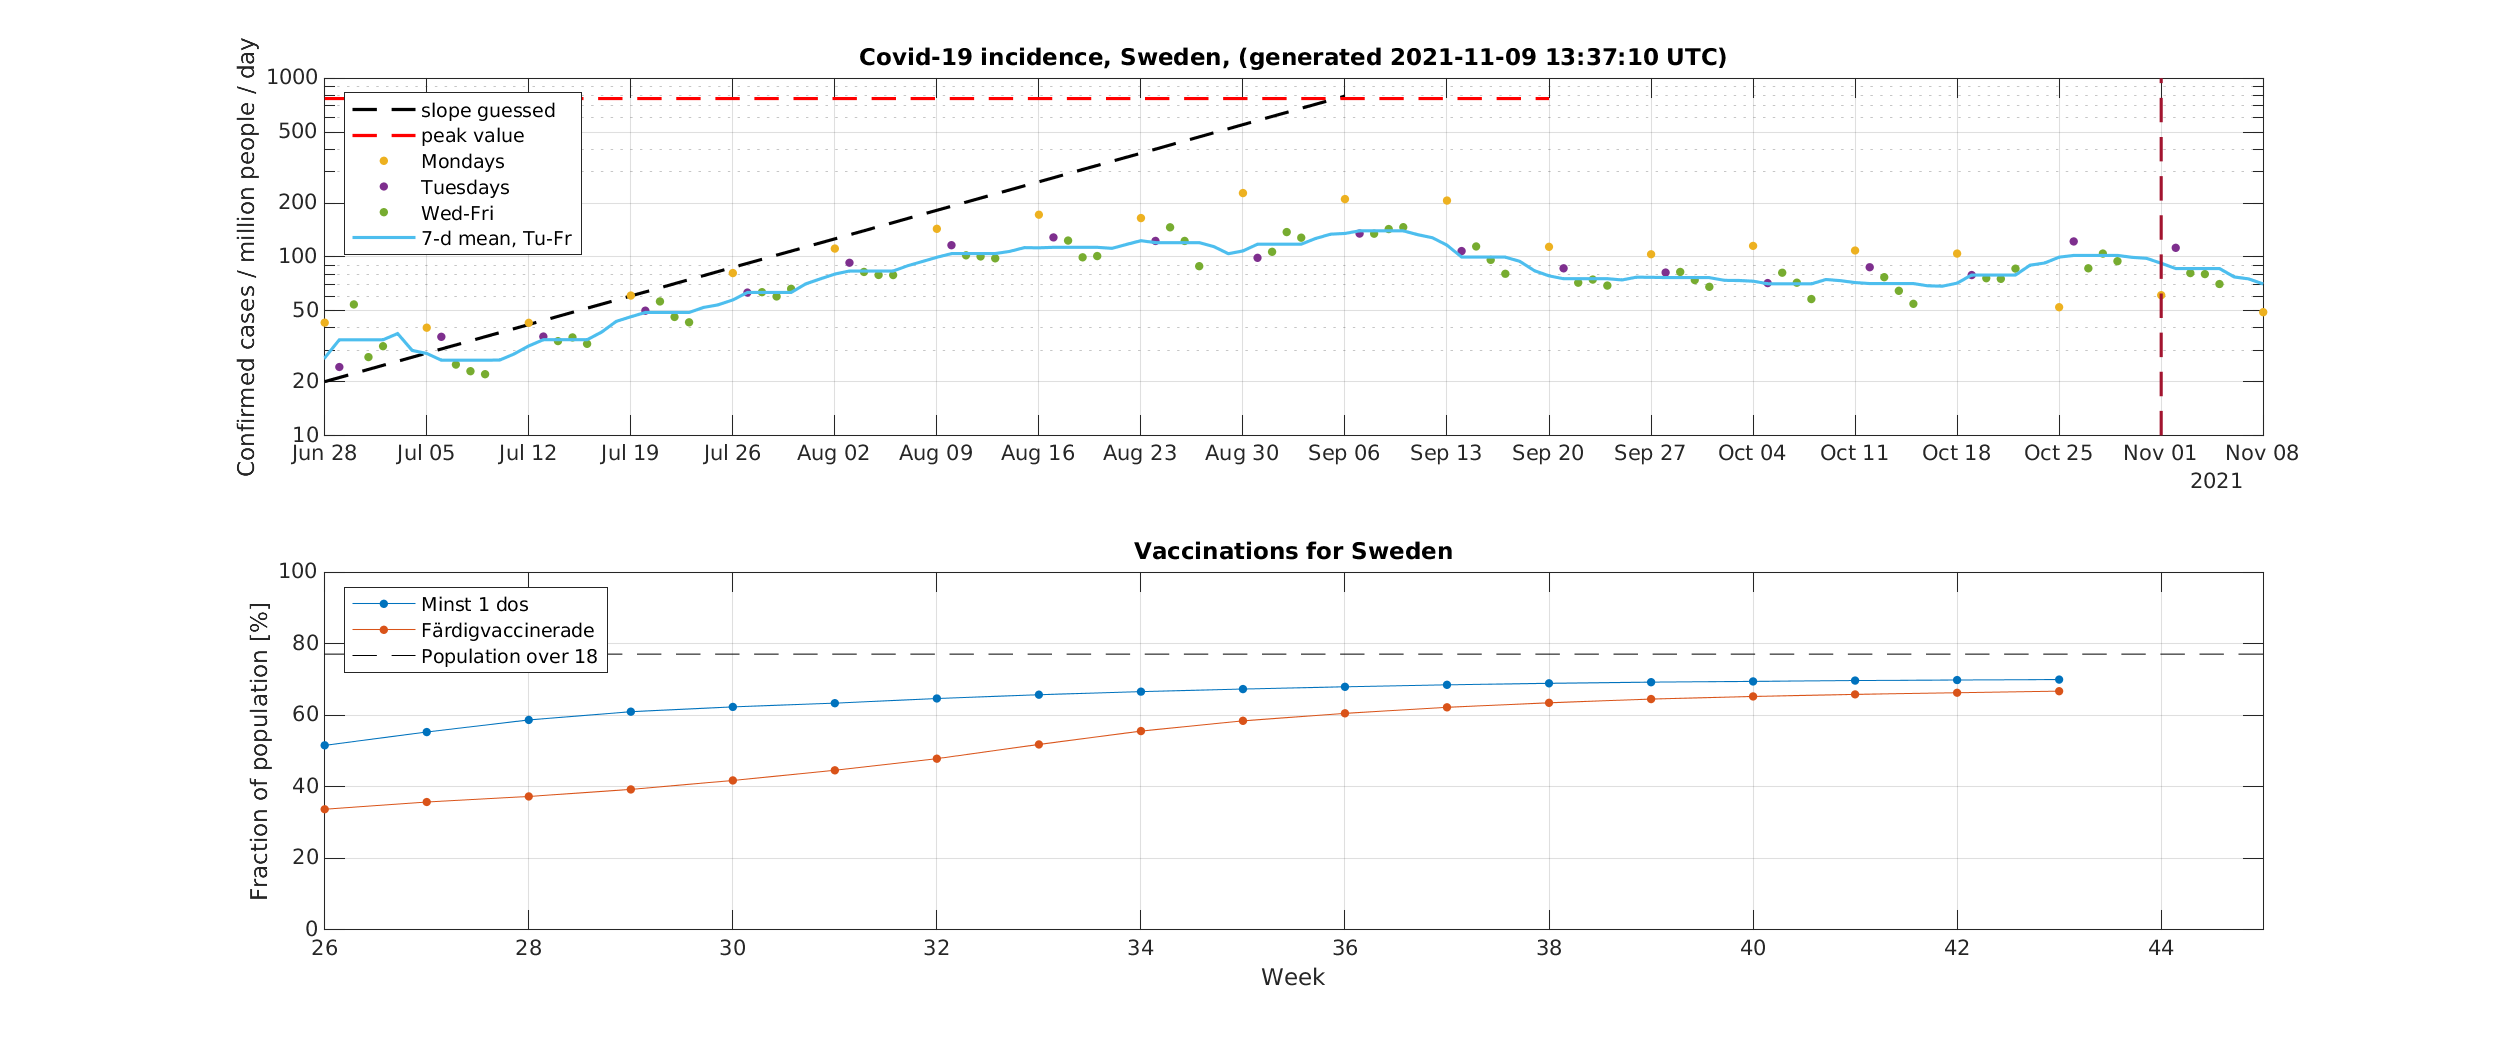 Covid-19 incidence, Sweden, (generated 2021-11-09 13:37:10 UTC)
Confirmed cases / million people / day
1000
500
200
100
50
20
10
slope guessed
peak value
Mondays
Tuesdays
Wed-Fri
7-d mean, Tu-Fr
Jun 28 Jul 05 Jul 12 Jul 19 Jul 26 Aug 02 Aug 09 Aug 16 Aug 23 Aug 30 Sep 06 Sep 13 Sep 20 Sep 27 Oct 04 Oct 11 Oct 18 Oct 25 Nov 01 Nov 08
2021
Vaccinations for Sweden
Fraction of population [%]
100
80
60
40
20
0
Minst 1 dos
Färdigvaccinerade
Population over 18
26 28 30 32 34 36 38 40 42 44
Week